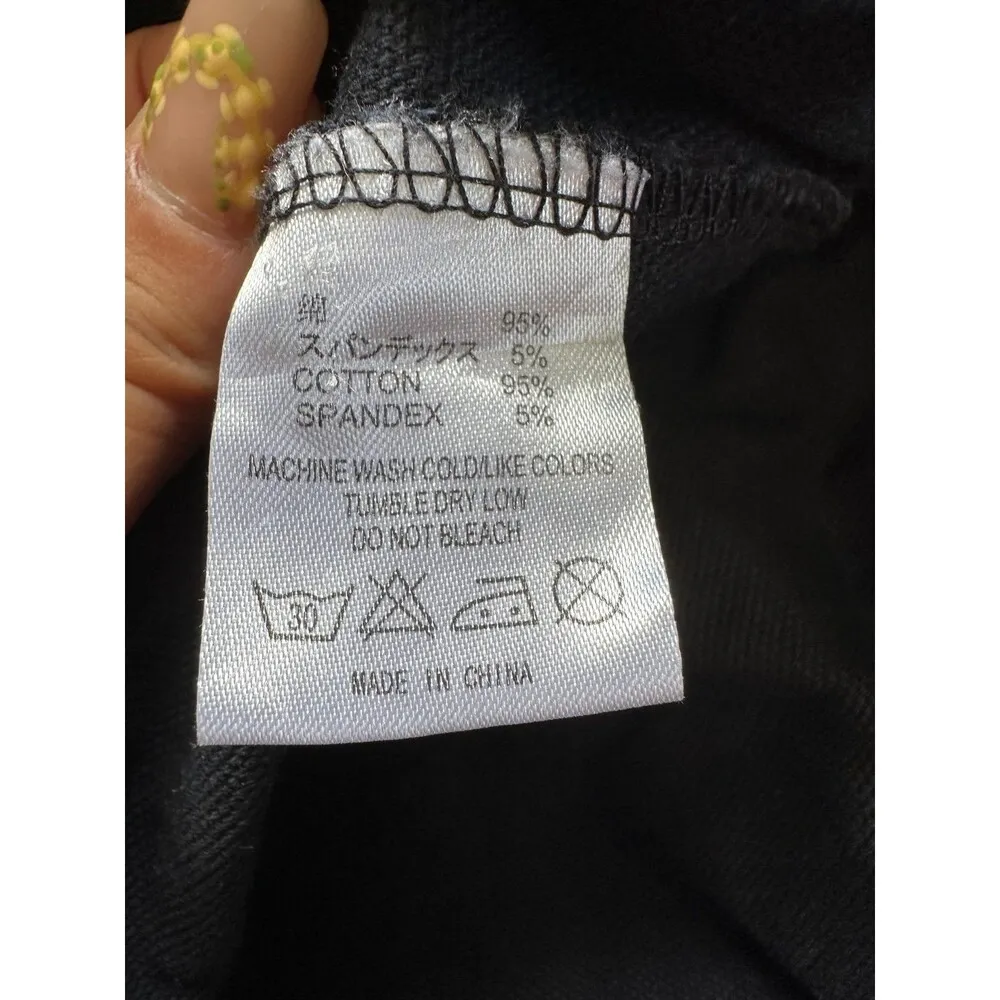 綿 95%
スパンデックス 5%
COTTON 95%
SPANDEX 5%
MACHINE WASH COLD/LIKE COLORS
TUMBLE DRY LOW
DO NOT BLEACH
30
MADE IN CHINA